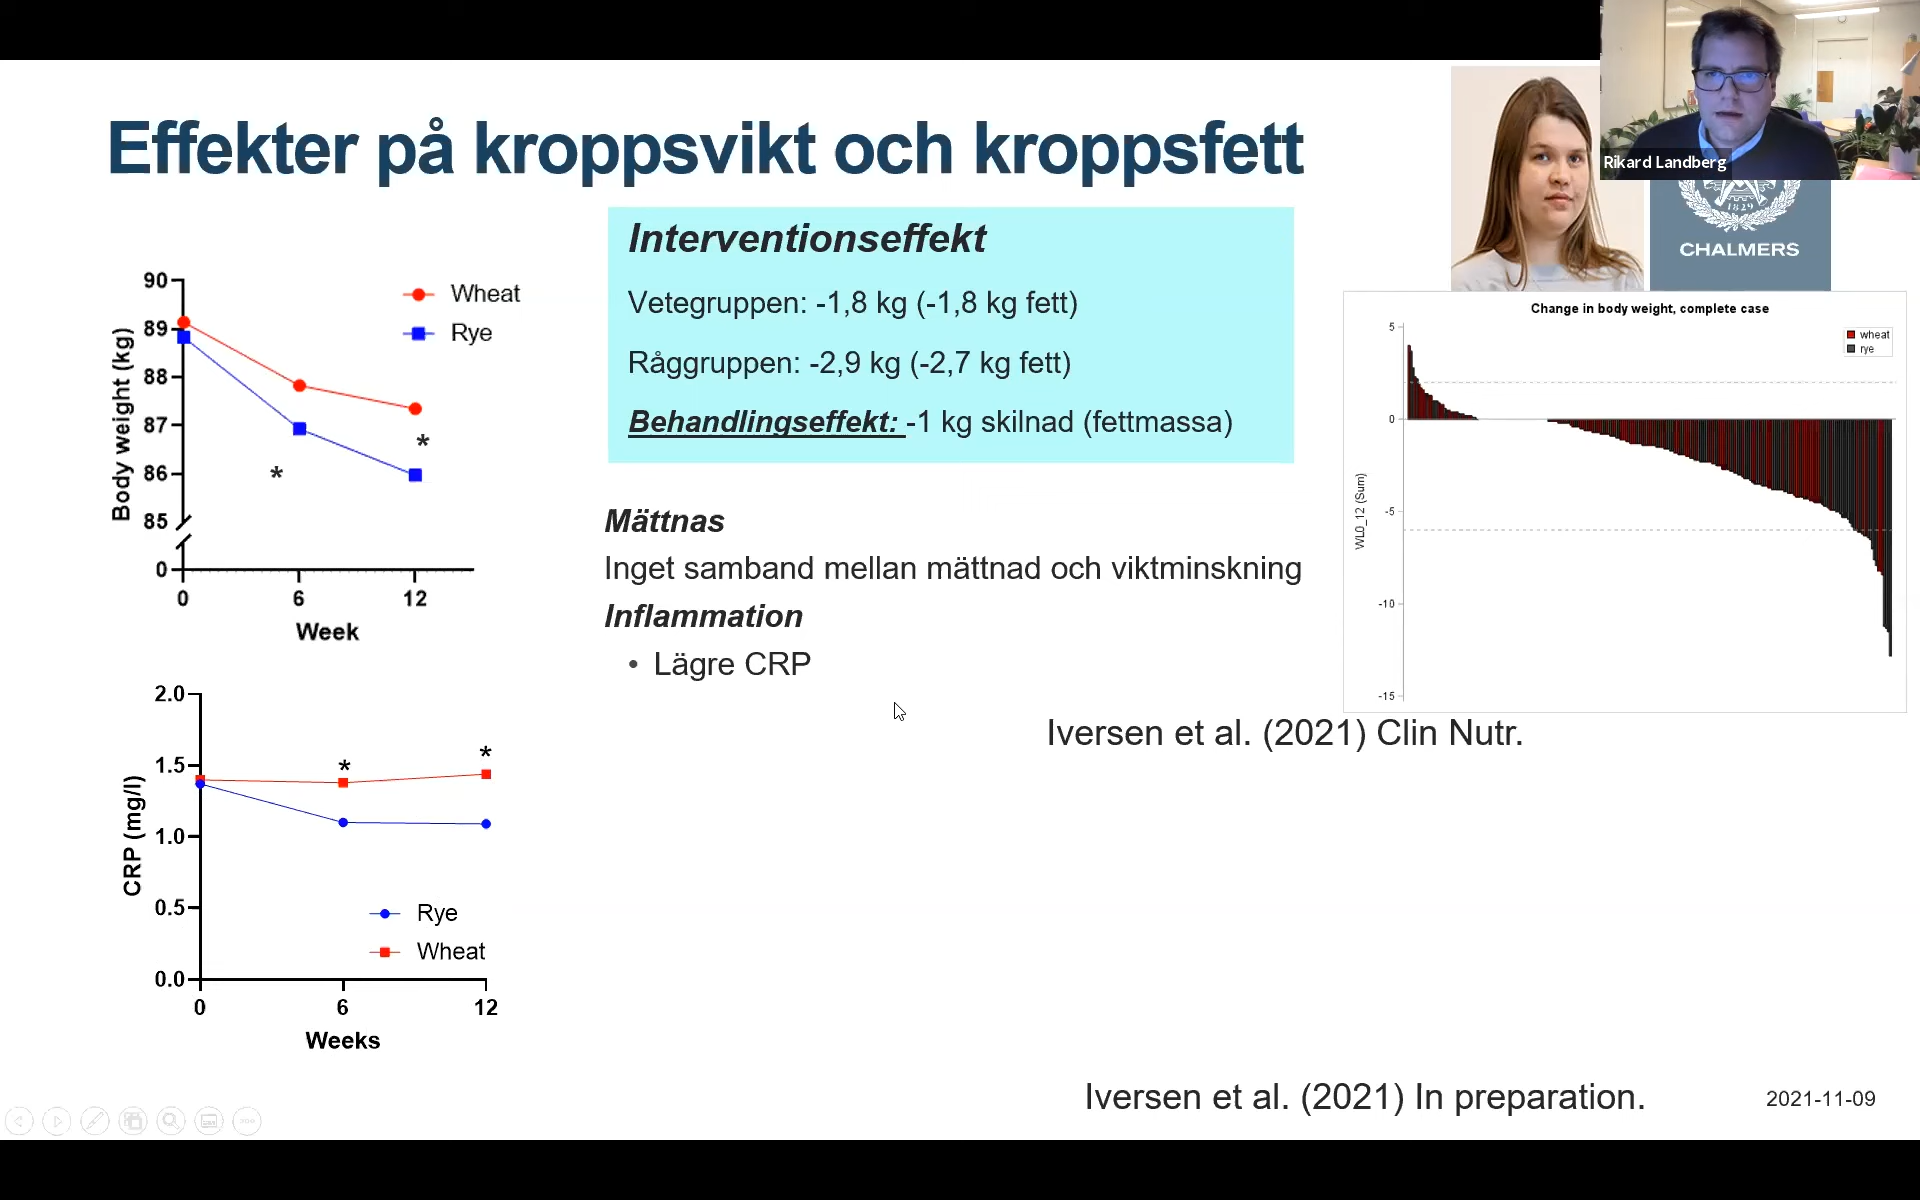 Effekter på kroppsvikt och kroppsfett
Rikard Landberg
1829
CHALMERS
Interventionseffekt
Vetegruppen: -1,8 kg (-1,8 kg fett)
Råggruppen: -2,9 kg (-2,7 kg fett)
Behandlingseffekt: -1 kg skilnad (fettmassa)
Mättnas
Inget samband mellan mättnad och viktminskning
Inflammation
• Lägre CRP
Iversen et al. (2021) Clin Nutr.
Body weight (kg)
90
89
88
87
86
85
0
Wheat
Rye
*
*
0 6 12
Week
CRP (mg/l)
2.0
1.5
1.0
0.5
0.0
*
*
Rye
Wheat
0 6 12
Weeks
Change in body weight, complete case
wheat
rye
WL0_12 (Sum)
5
0
-5
-10
-15
Iversen et al. (2021) In preparation.
2021-11-09